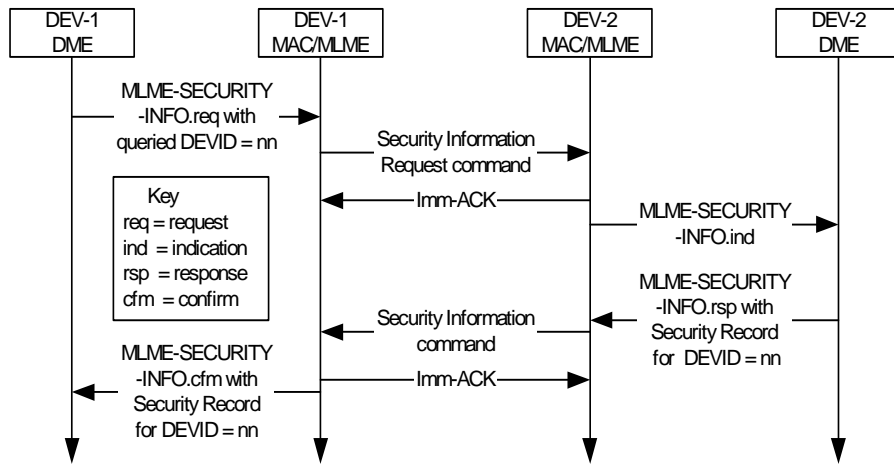 DEV-1
DME
DEV-1
MAC/MLME
DEV-2
MAC/MLME
DEV-2
DME
MLME-SECURITY
-INFO.req with
queried DEVID = nn
Security Information
Request command
Imm-ACK
MLME-SECURITY
-INFO.ind
Key
req = request
ind = indication
rsp = response
cfm = confirm
MLME-SECURITY
-INFO.rsp with
Security Record
for DEVID = nn
Security Information
command
MLME-SECURITY
-INFO.cfm with
Security Record
for DEVID = nn
Imm-ACK